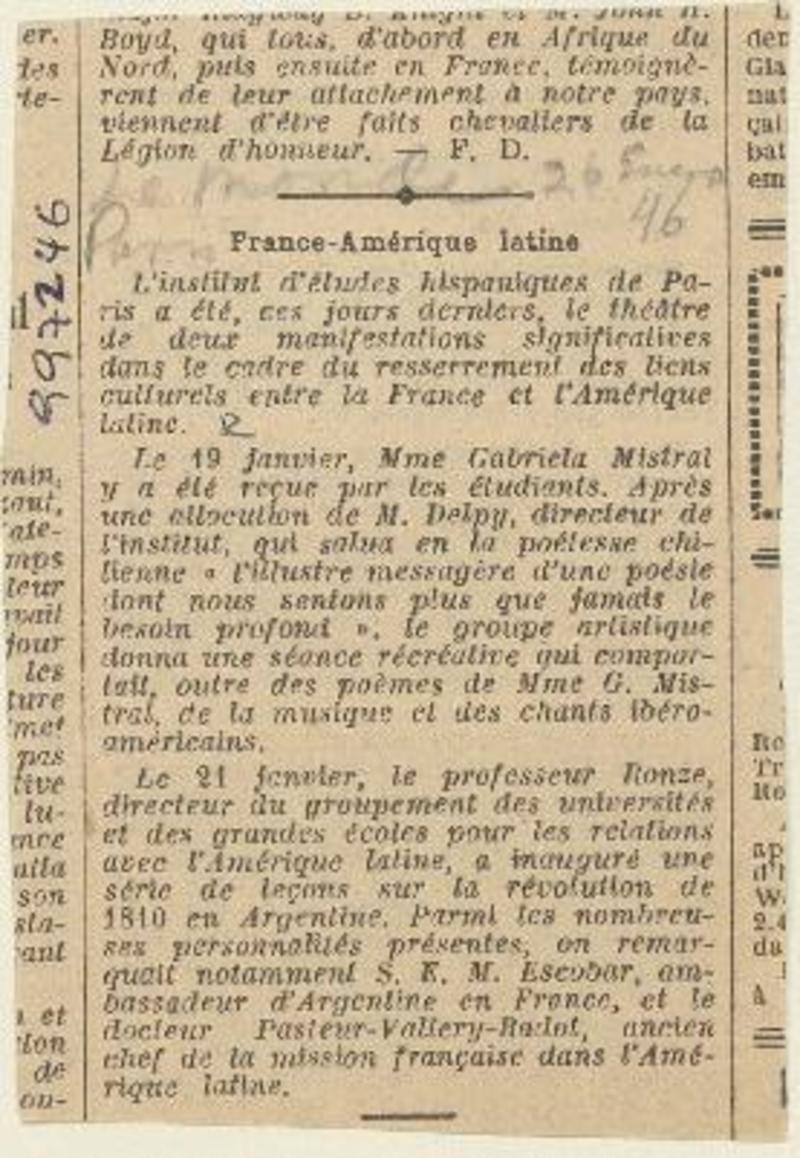 Boyd, qui tous, d'abord en Afrique du
Nord, puis ensuite en France, témoignè-
rent de leur attachement à notre pays,
viennent d'être faits chevaliers de la
Légion d'honneur. — F. D.
Le Monde 26 Enero
Paris 46
997246
France-Amérique latine
L'institut d'études hispaniques de Pa-
ris a été, ces jours derniers, le théâtre
de deux manifestations significatives
dans le cadre du resserrement des liens
culturels entre la France et l'Amérique
latine.
Le 19 janvier, Mme Gabriela Mistral
y a été reçue par les étudiants. Après
une allocution de M. Delpy, directeur de
l'institut, qui salua en la poétesse chi-
lienne « l'illustre messagère d'une poésie
dont nous sentons plus que jamais le
besoin profond », le groupe artistique
donna une séance récréative qui compor-
tait, outre des poèmes de Mme G. Mis-
tral, de la musique et des chants ibéro-
américains.
Le 21 janvier, le professeur Ronze,
directeur du groupement des universités
et des grandes écoles pour les relations
avec l'Amérique latine, a inauguré une
série de leçons sur la révolution de
1810 en Argentine. Parmi les nombreu-
ses personnalités présentes, on remar-
quait notamment S. E. M. Escobar, am-
bassadeur d'Argentine en France, et le
docteur Pasteur-Vallery-Radot, ancien
chef de la mission française dans l'Amé-
rique latine.